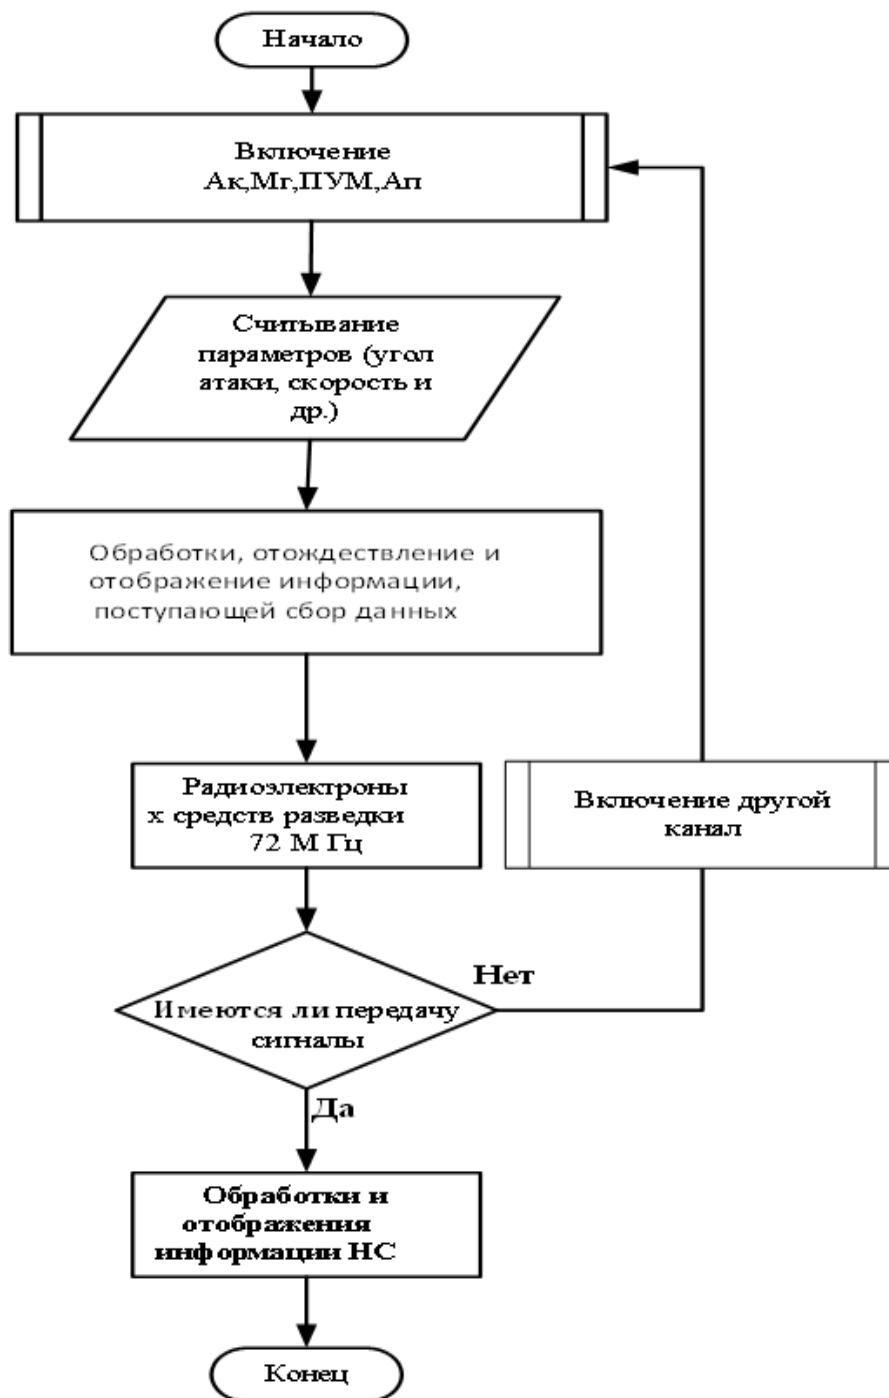 Начало
Включение
Ак,Мг,ПУМ,Ап
Считывание
параметров (угол
атаки, скорость и
др.)
Обработки, отождествление и
отображение информации,
поступающей сбор данных
Радиоэлектроны
х средств разведки
72 М Гц
Включение другой
канал
Нет
Имеются ли передачу
сигналы
Да
Обработки и
отображения
информации НС
Конец